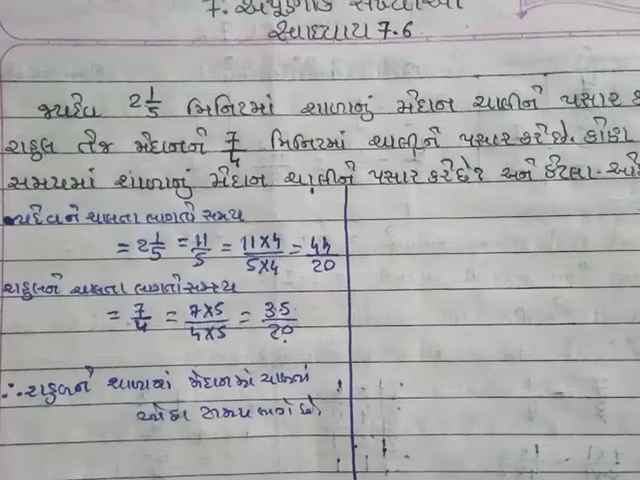 7. અપૂર્ણાંક સંખ્યાઓ
સ્વાધ્યાય 7.6
જયદેવ 2 1/5 મિનિટમાં શાળાનું મેદાન ચાલીને પસાર
રાહુલ તેજ મેદાનને 7/4 મિનિટમાં ચાલીને પસાર કરે છે. કોણ
સમયમાં શાળાનું મેદાન ચાલીને પસાર કરે છે? અને કેટલા
જયદેવને ચાલતા લાગતો સમય
= 2 1/5 = 11/5 = 11×4/5×4 = 44/20
રાહુલને ચાલતા લાગતો સમય
= 7/4 = 7×5/4×5 = 35/20
∴ રાહુલને શાળાનાં મેદાનમાં ચાલતાં
ઓછો સમય લાગે છે.